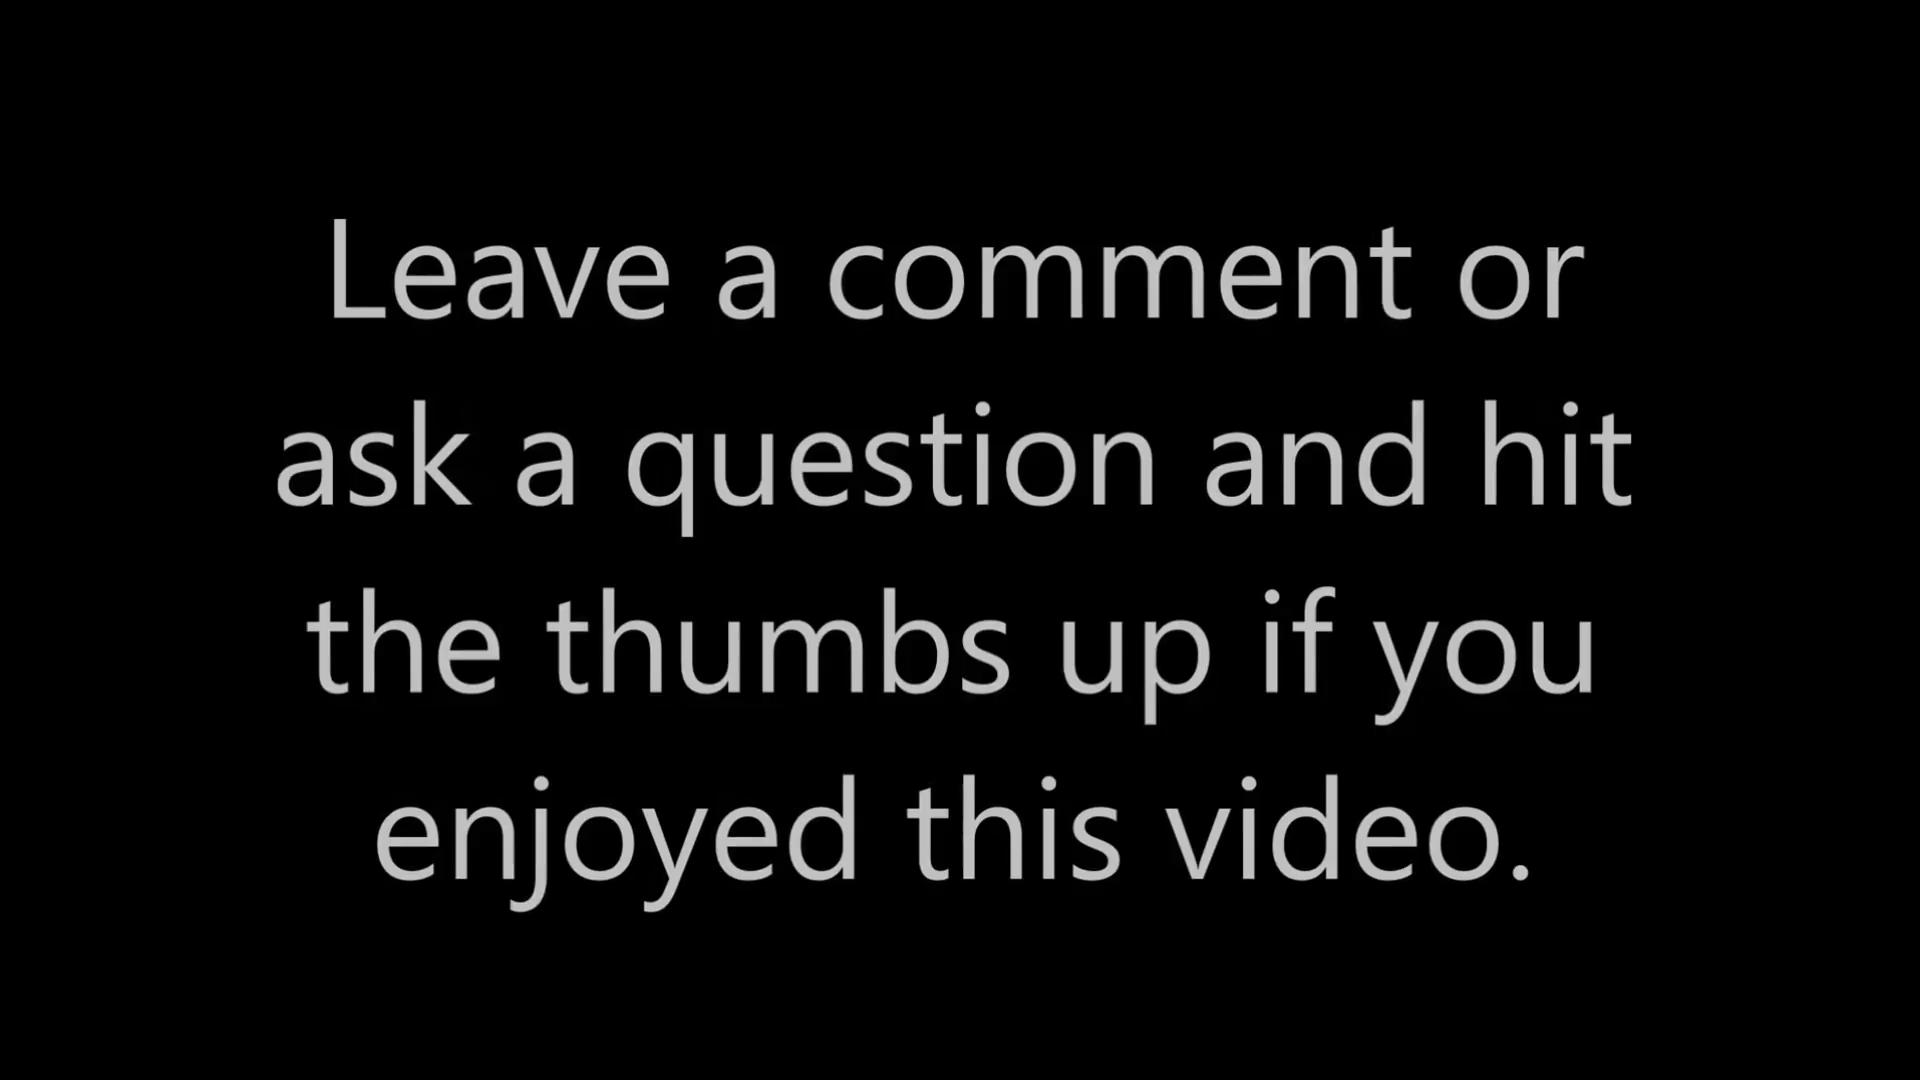 Leave a comment or
ask a question and hit
the thumbs up if you
enjoyed this video.